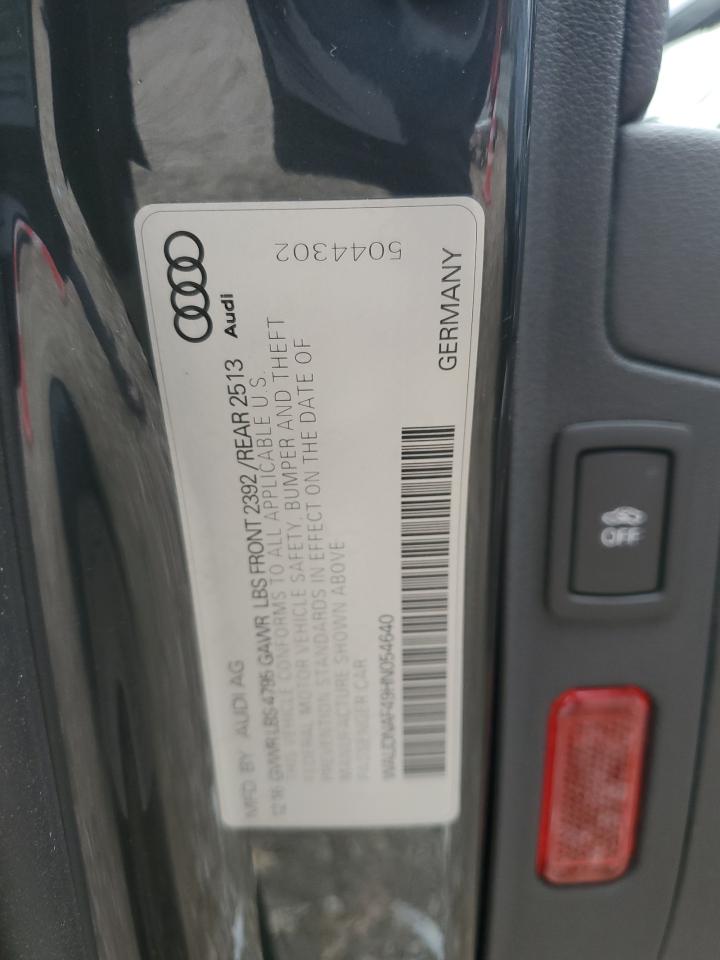 Audi
5044302
MFD BY AUDI AG
12/16 GVWR LBS 4795 GAWR LBS FRONT 2392 /REAR 2513
THIS VEHICLE CONFORMS TO ALL APPLICABLE U.S.
FEDERAL MOTOR VEHICLE SAFETY, BUMPER AND THEFT
PREVENTION STANDARDS IN EFFECT ON THE DATE OF
MANUFACTURE SHOWN ABOVE
PASSENGER CAR
WAUDNAF49HN054640
GERMANY
OFF